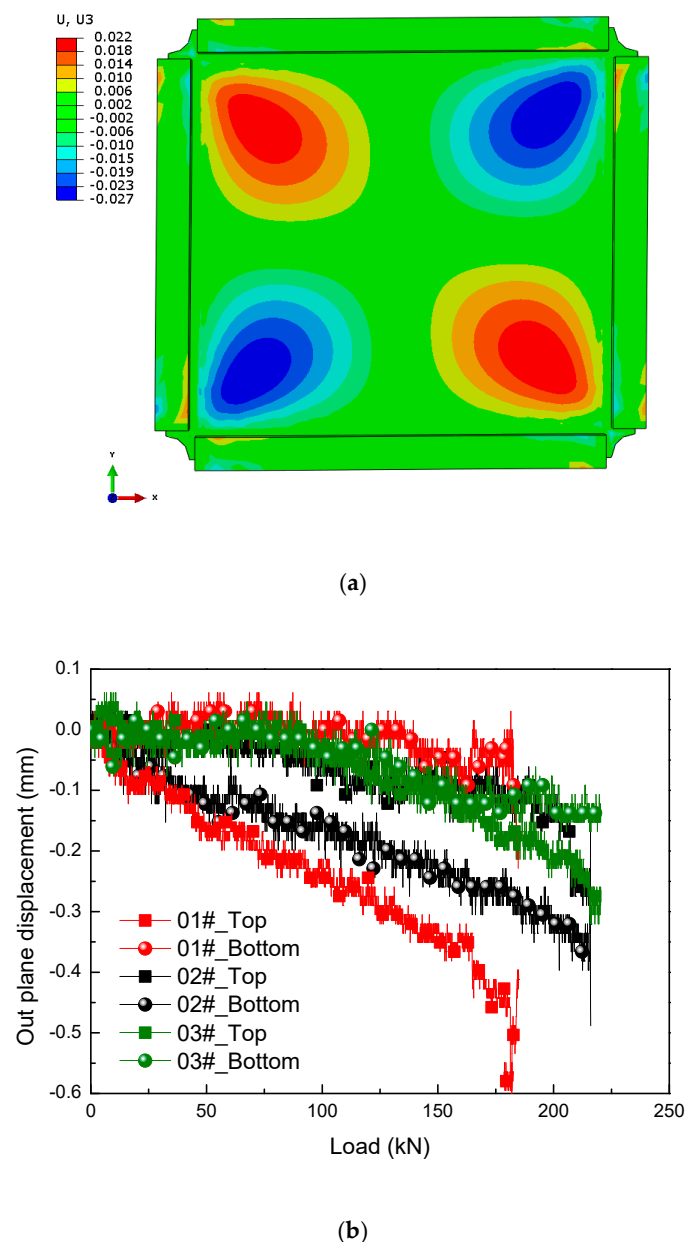 U, U3
0.022
0.018
0.014
0.010
0.006
0.002
-0.002
-0.006
-0.010
-0.015
-0.019
-0.023
-0.027
Y
X
(a)
0.1
0.0
-0.1
-0.2
-0.3
-0.4
-0.5
-0.6
Out plane displacement (mm)
01#_Top
01#_Bottom
02#_Top
02#_Bottom
03#_Top
03#_Bottom
0
50
100
150
200
250
Load (kN)
(b)